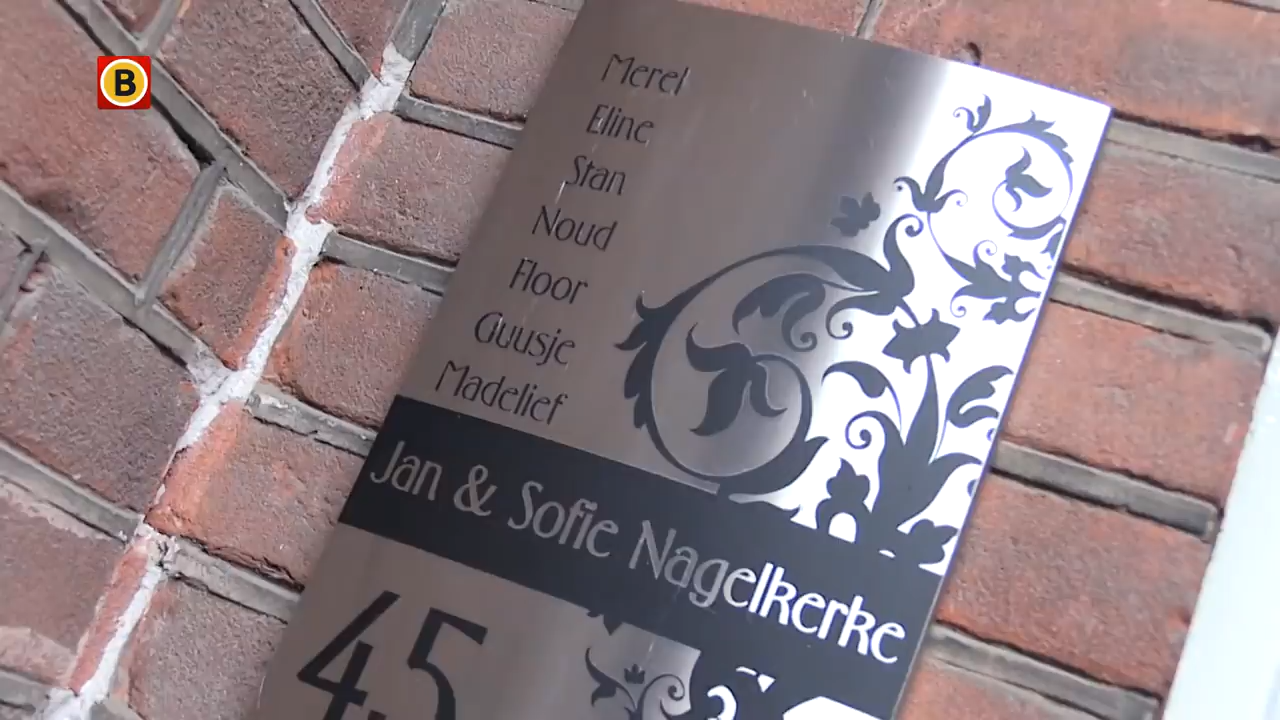 B
Merel
Eline
Stan
Noud
Floor
Guusje
Madelief
Jan & Sofie Nagelkerke
45